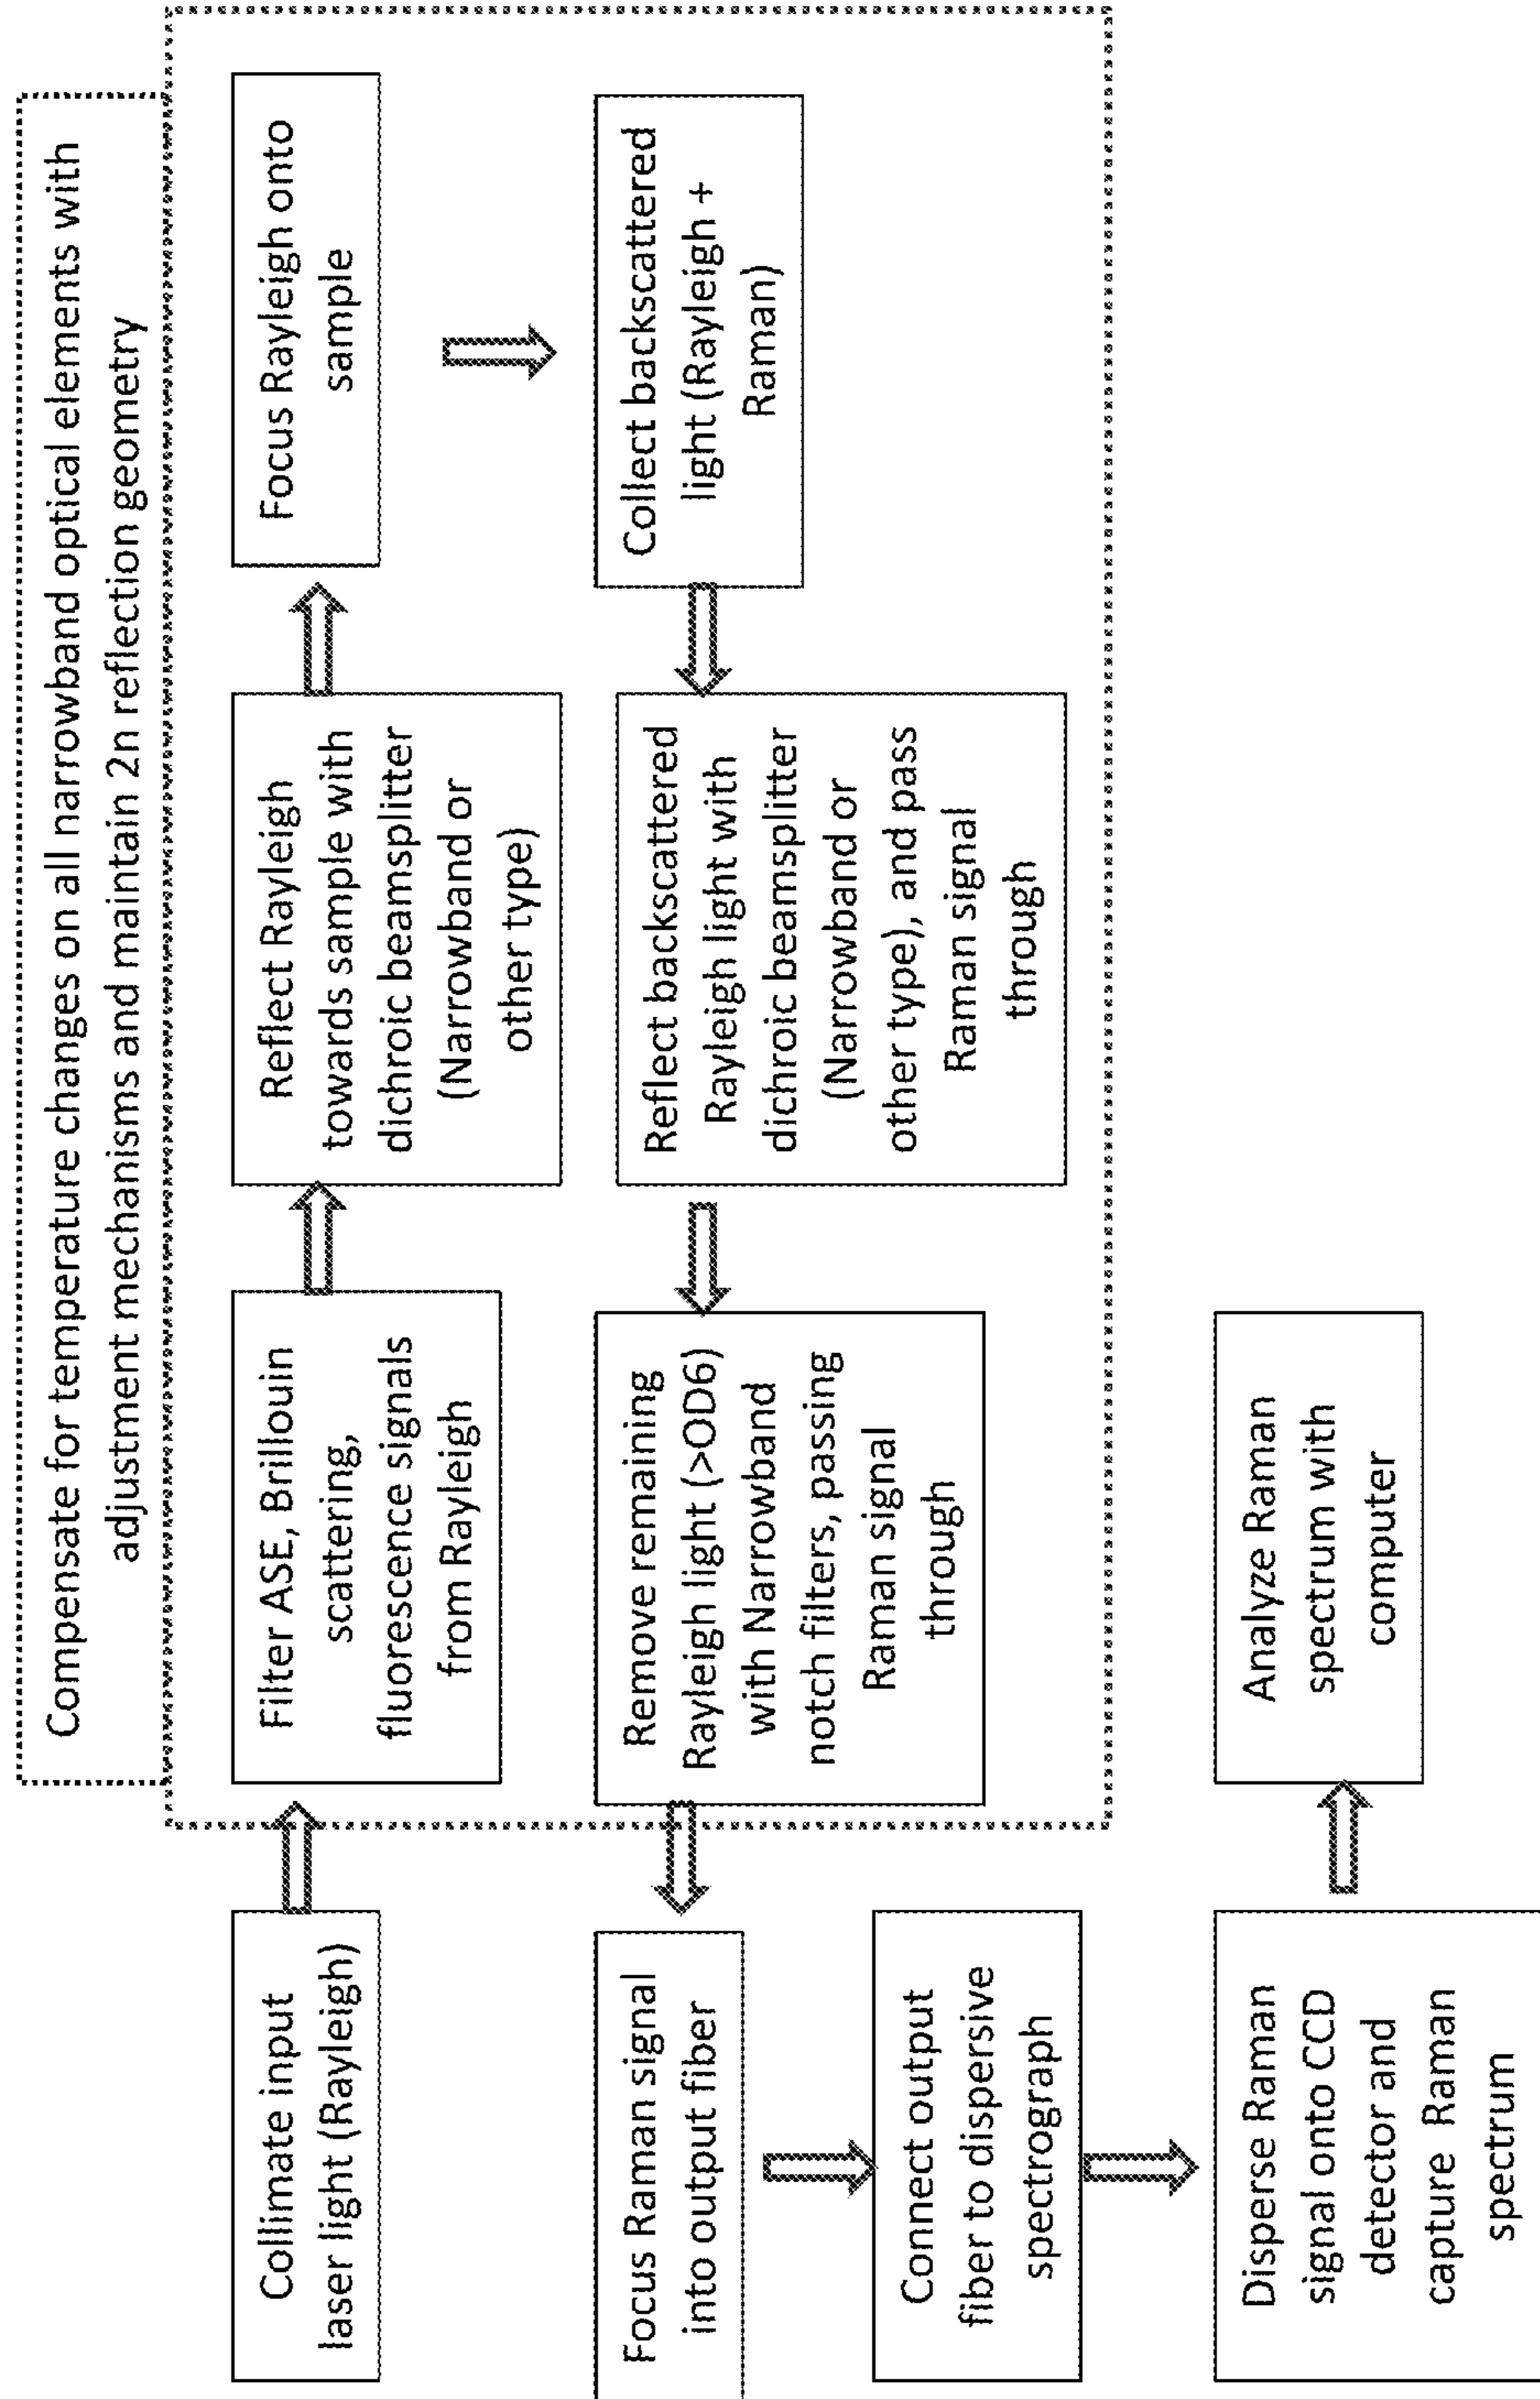 Compensate for temperature changes on all narrowband optical elements with
adjustment mechanisms and maintain 2n reflection geometry
Collimate input
laser light (Rayleigh)
Filter ASE, Brillouin
scattering,
fluorescence signals
from Rayleigh
Reflect Rayleigh
towards sample with
dichroic beamsplitter
(Narrowband or
other type)
Focus Rayleigh onto
sample
Collect backscattered
light (Rayleigh +
Raman)
Reflect backscattered
Rayleigh light with
dichroic beamsplitter
(Narrowband or
other type), and pass
Raman signal
through
Remove remaining
Rayleigh light (>OD6)
with Narrowband
notch filters, passing
Raman signal
through
Focus Raman signal
into output fiber
Connect output
fiber to dispersive
spectrograph
Disperse Raman
signal onto CCD
detector and
capture Raman
spectrum
Analyze Raman
spectrum with
computer